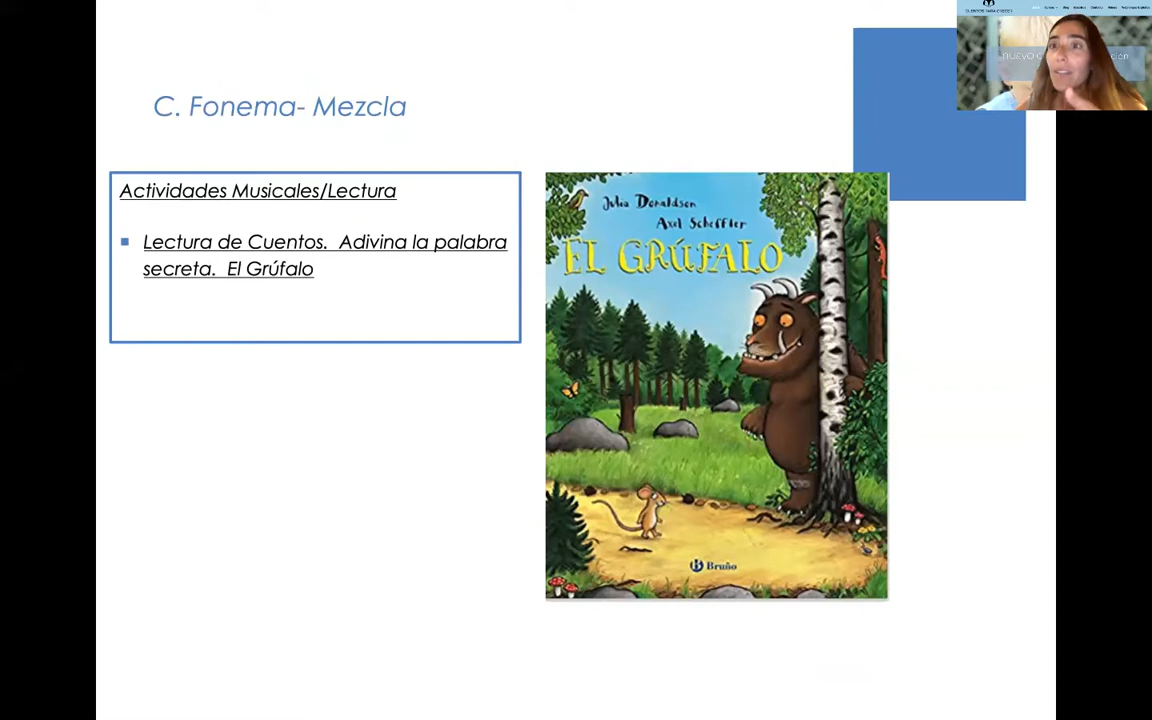 C. Fonema- Mezcla
Actividades Musicales/Lectura
Lectura de Cuentos.  Adivina la palabra
secreta.  El Grúfalo
Julia Donaldson
Axel Scheffler
EL GRÚFALO
Bruño